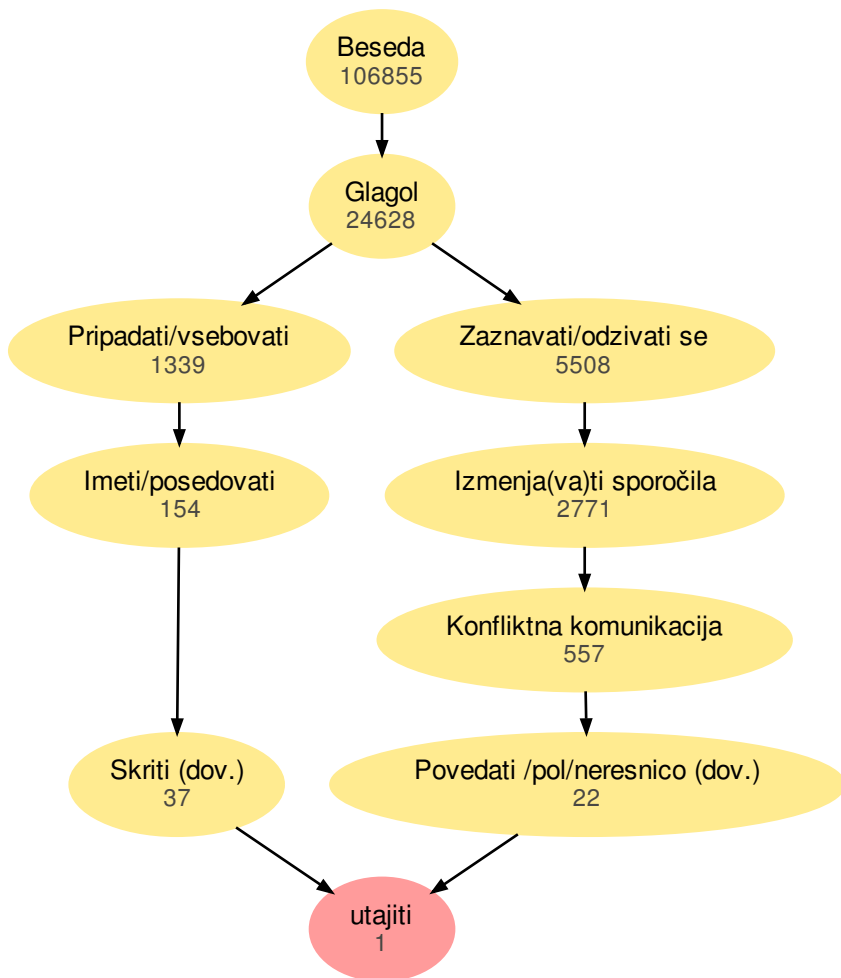 Beseda
106855
Glagol
24628
Pripadati/vsebovati
1339
Zaznavati/odzivati se
5508
Imeti/posedovati
154
Izmenja(va)ti sporočila
2771
Konfliktna komunikacija
557
Skriti (dov.)
37
Povedati /pol/neresnico (dov.)
22
utajiti
1